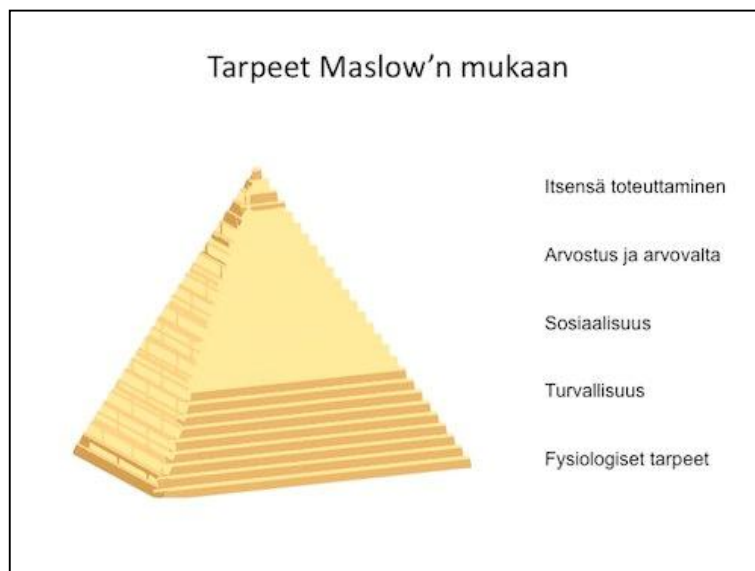 Tarpeet Maslow’n mukaan
Itsensä toteuttaminen
Arvostus ja arvovalta
Sosiaalisuus
Turvallisuus
Fysiologiset tarpeet